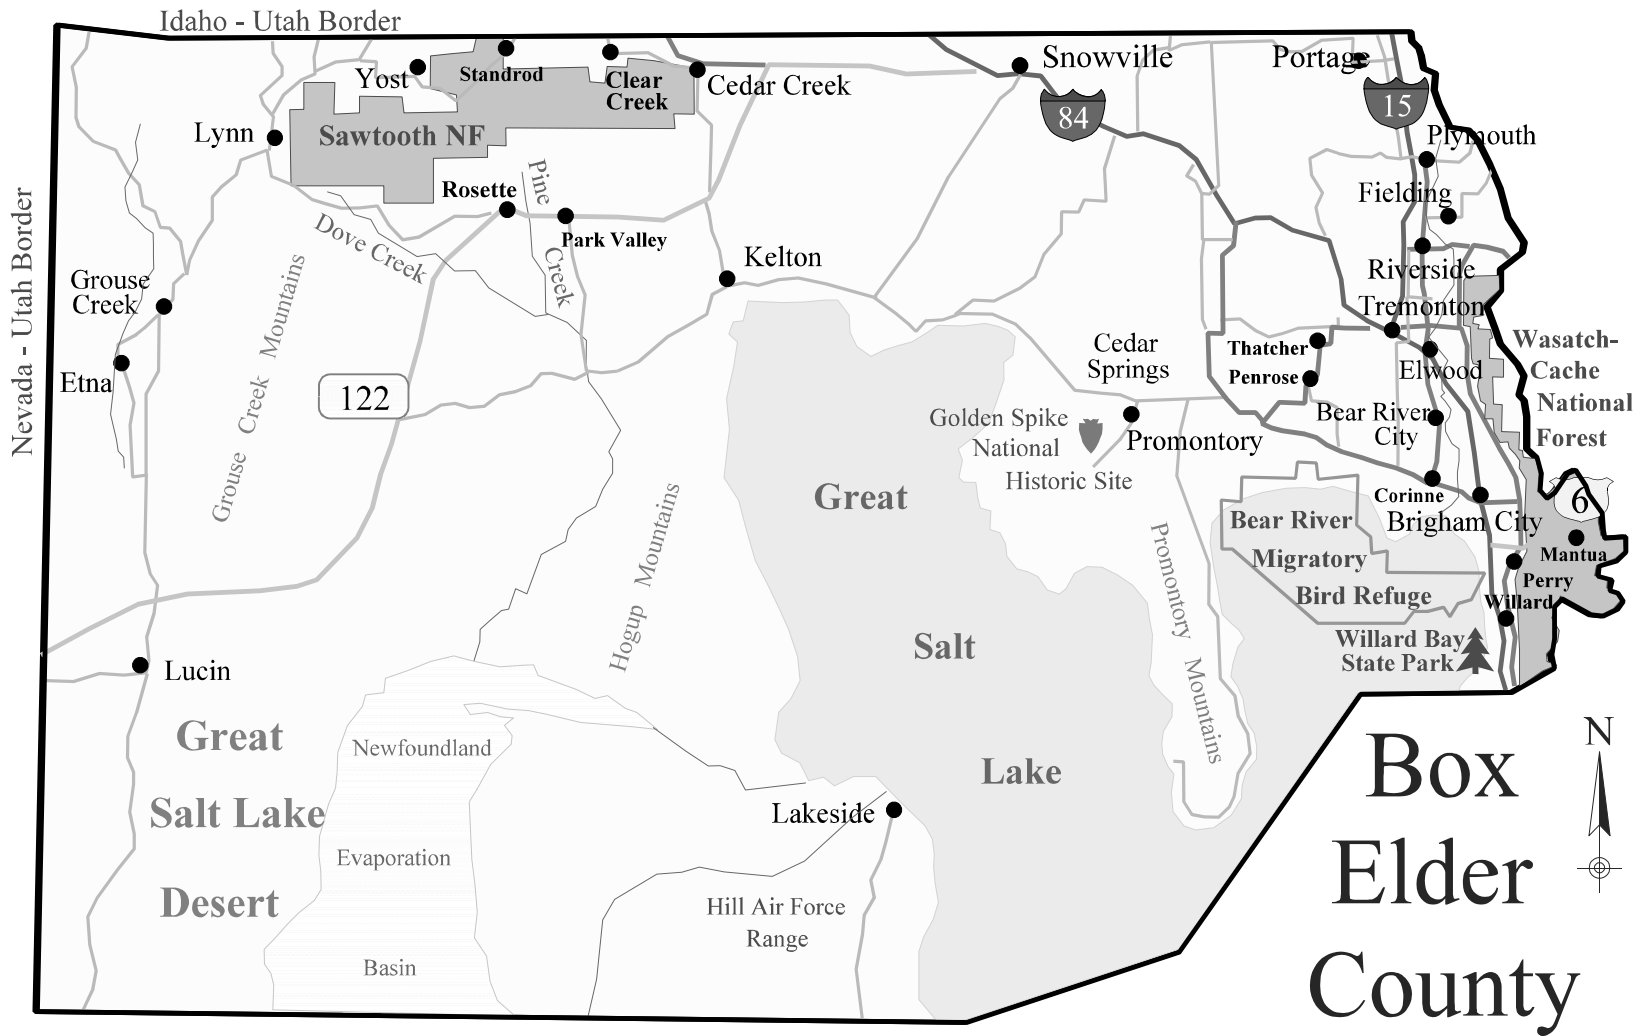 Idaho - Utah Border
Nevada - Utah Border
Yost
Standrod
Clear
Creek
Cedar Creek
Snowville
Portage
84
15
Lynn
Sawtooth NF
Plymouth
Rosette
Pine
Creek
Park Valley
Fielding
Dove Creek
Kelton
Riverside
Grouse
Creek
Grouse Creek Mountains
Tremonton
Etna
122
Cedar
Springs
Thatcher
Penrose
Elwood
Wasatch-
Cache
National
Forest
Golden Spike
National
Historic Site
Promontory
Bear River
City
Corinne
Brigham City
6
Mantua
Perry
Willard
Bear River
Migratory
Bird Refuge
Willard Bay
State Park
Hogup Mountains
Promontory Mountains
Great
Salt
Lake
Lucin
Great
Salt Lake
Desert
Newfoundland
Evaporation
Basin
Lakeside
Hill Air Force
Range
N
Box
Elder
County